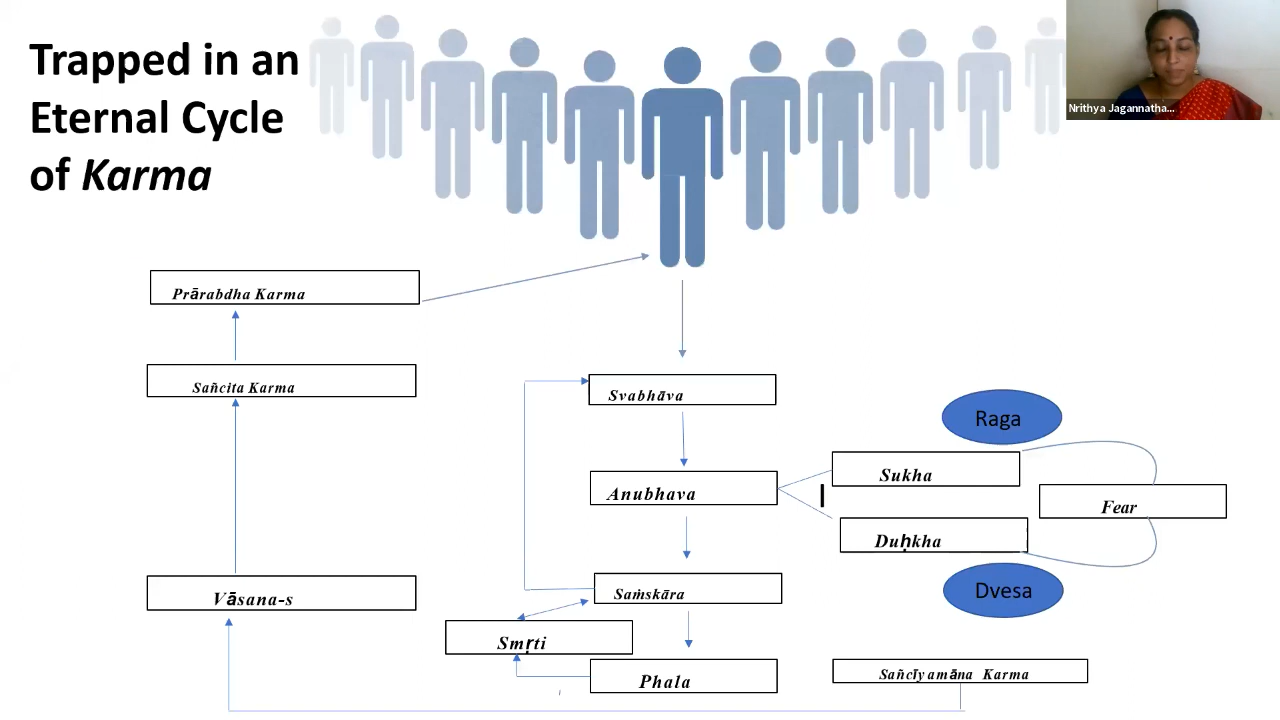 Trapped in an
Eternal Cycle
of Karma
Nrithya Jagannatha...
Prārabdha Karma
Sañcita Karma
Svabhāva
Raga
Sukha
Anubhava
Fear
Duḥkha
Vāsana-s
Saṁskāra
Dvesa
Smṛti
Phala
Sañcīyamāna Karma